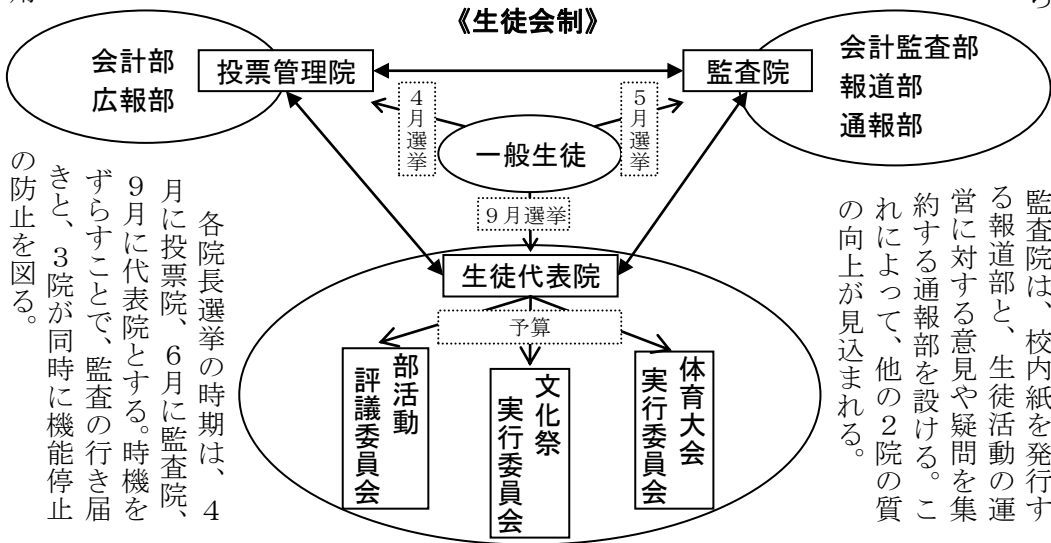 《生徒会制》
会計部
広報部
投票管理院
監査院
会計監査部
報道部
通報部
4月選挙
5月選挙
一般生徒
9月選挙
生徒代表院
予算
部活動
評議委員会
文化祭
実行委員会
体育大会
実行委員会
監査院は、校内紙を発行す
る報道部と、生徒活動の運
営に対する意見や疑問を集
約する通報部を設ける。こ
れによって、他の2院の質
の向上が見込まれる。
各院長選挙の時期は、4
月に投票院、6月に監査院、
9月に代表院とする。時機を
ずらすことで、監査の行き届
きと、3院が同時に機能停止
の防止を図る。